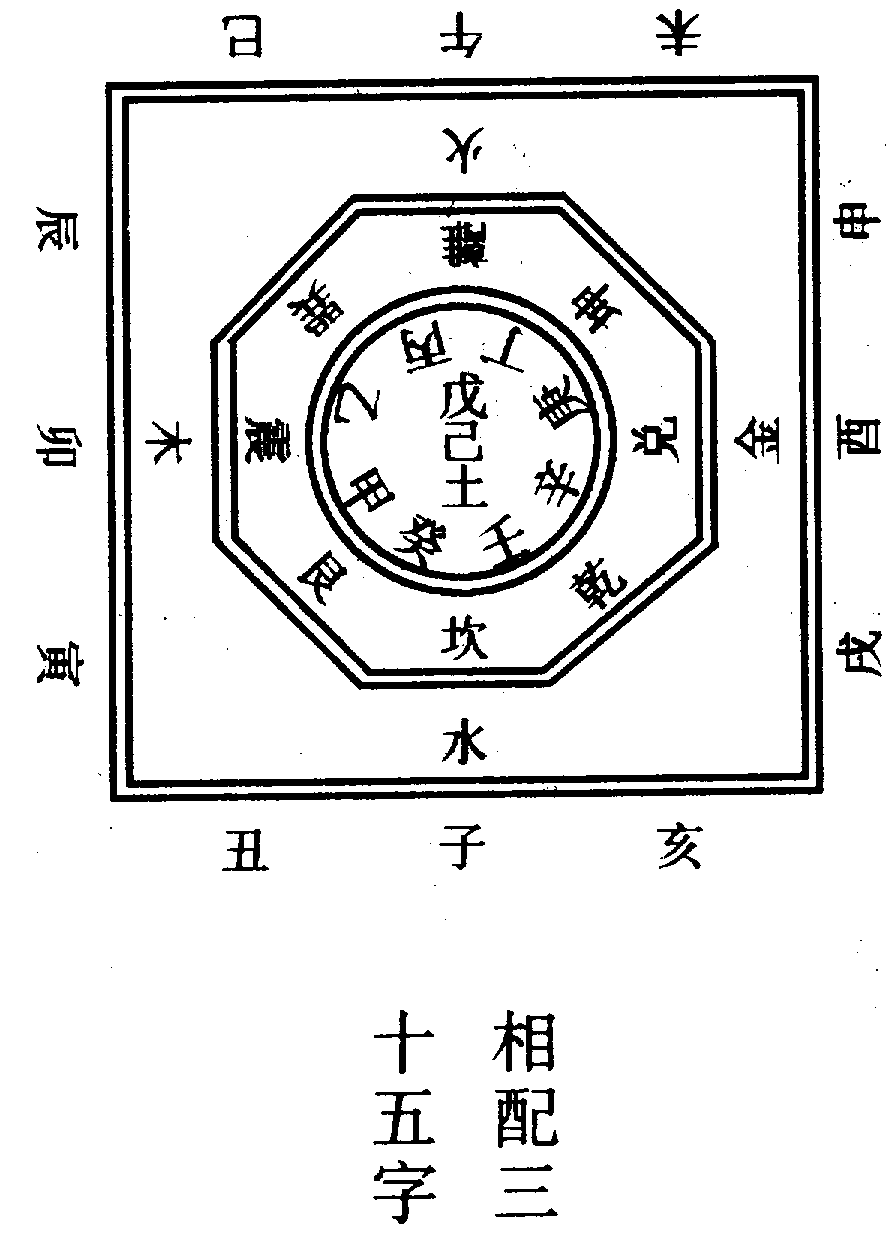 巳 午 未
申 酉 戌
亥 子 丑
寅 卯 辰
火
金
水
木
離
坤
兑
乾
坎
艮
震
巽
丙 丁
庚 辛
壬 癸
甲 乙
戊
己
土
相配三
十五字